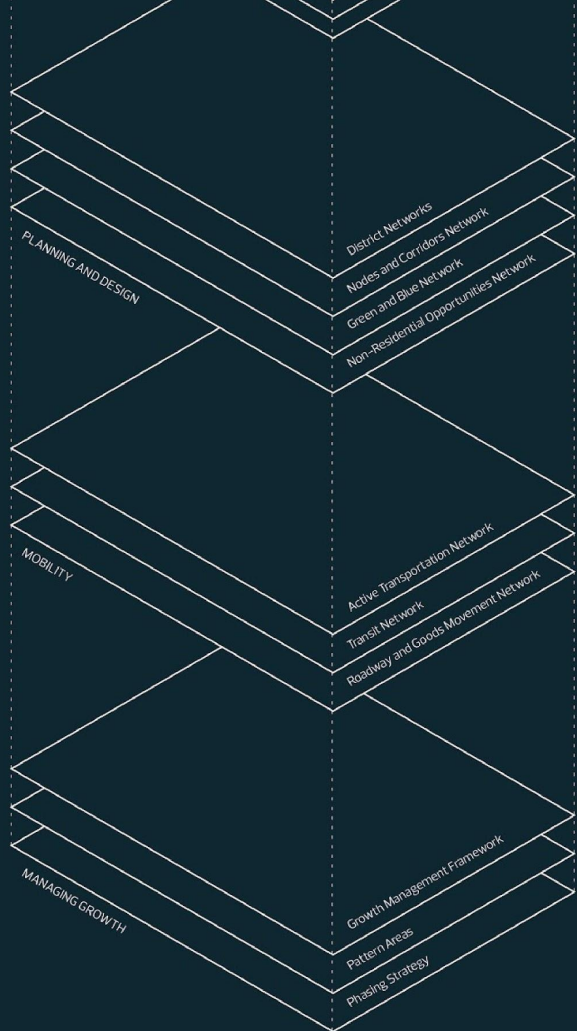 District Networks
Nodes and Corridors Network
Green and Blue Network
Non-Residential Opportunities Network
PLANNING AND DESIGN
Active Transportation Network
Transit Network
Roadway and Goods Movement Network
MOBILITY
Growth Management Framework
Pattern Areas
Phasing Strategy
MANAGING GROWTH